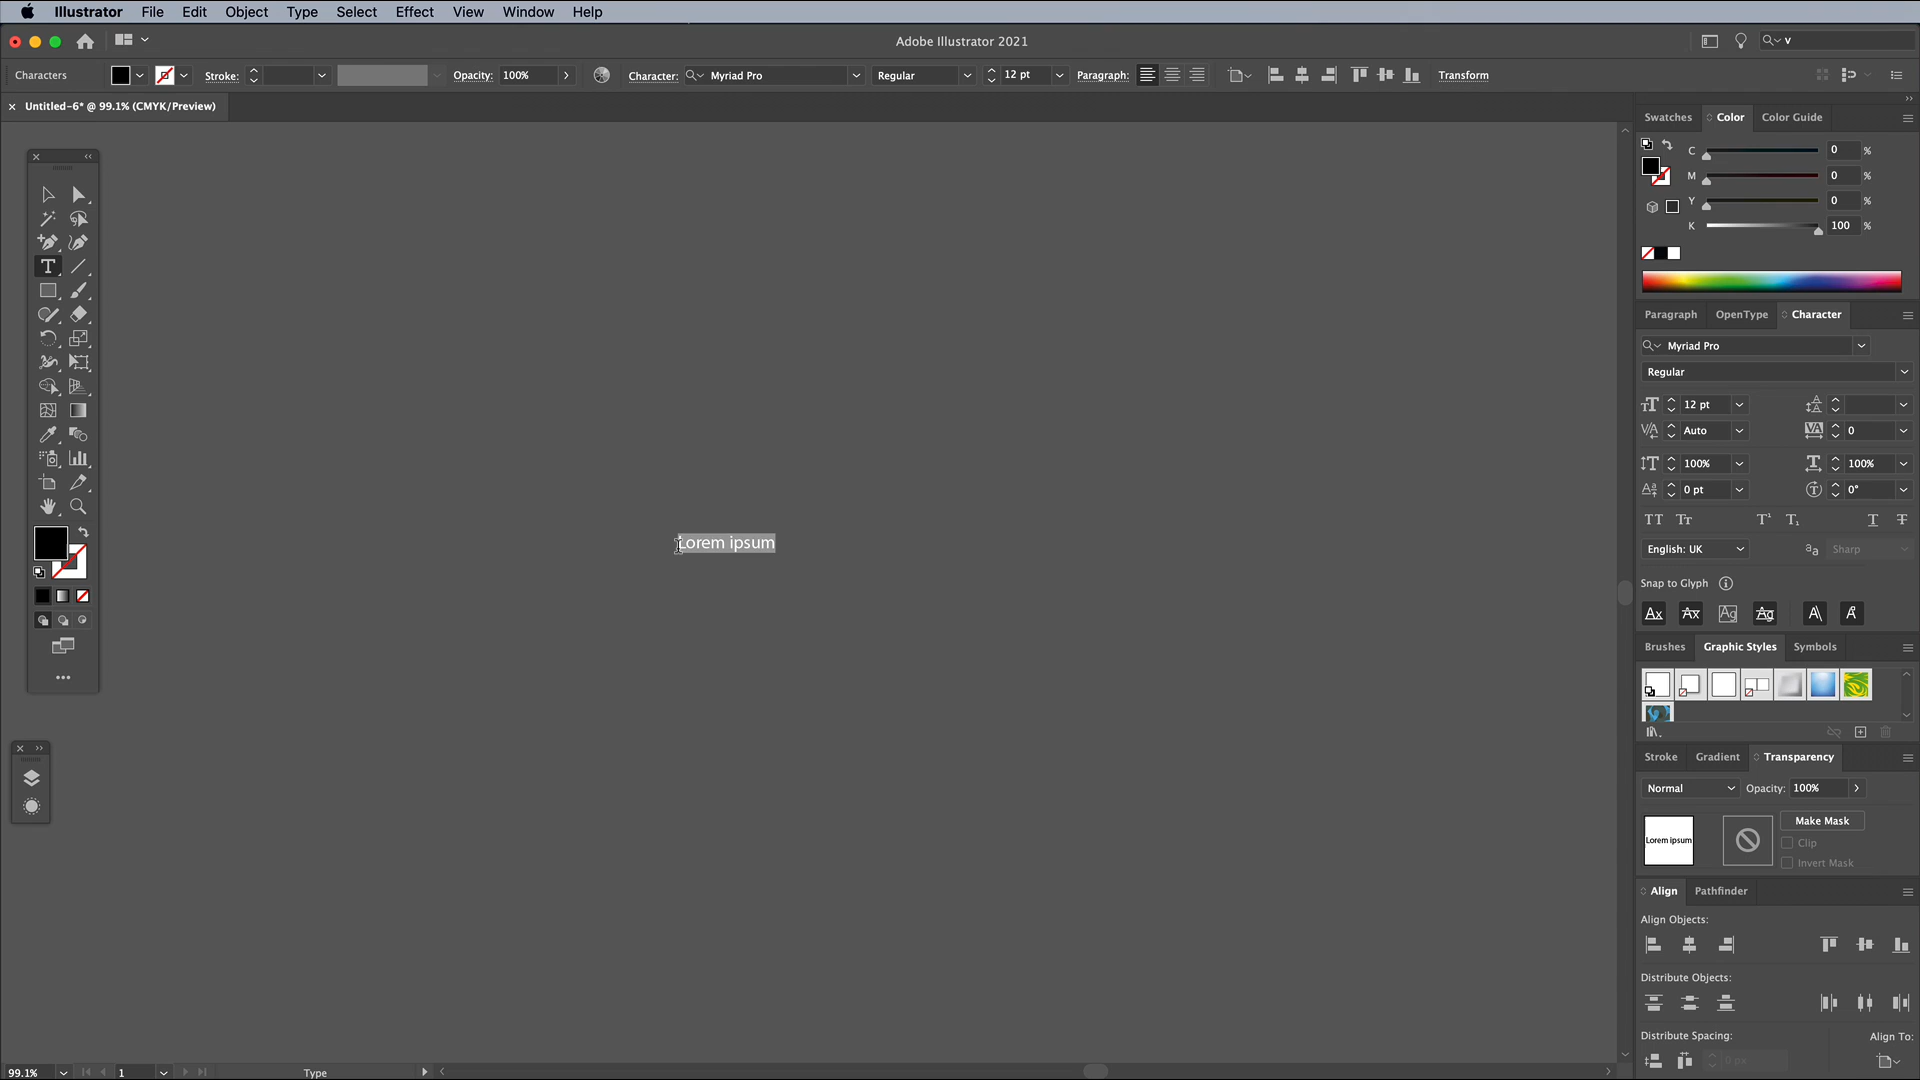 Illustrator File Edit Object Type Select Effect View Window Help
Adobe Illustrator 2021
v
Characters Stroke: Opacity: 100% Character: Myriad Pro Regular 12 pt Paragraph: Transform
Untitled-6* @ 99.1% (CMYK/Preview)
Swatches Color Color Guide
C 0 %
M 0 %
Y 0 %
K 100 %
Paragraph OpenType Character
Myriad Pro
Regular
12 pt
Auto 0
100% 100%
0 pt 0°
English: UK Sharp
Snap to Glyph
Lorem ipsum
Brushes Graphic Styles Symbols
Stroke Gradient Transparency
Normal Opacity: 100%
Make Mask
Lorem ipsum
Clip
Invert Mask
Align Pathfinder
Align Objects:
Distribute Objects:
Distribute Spacing: Align To:
0 px
99.1% 1 Type